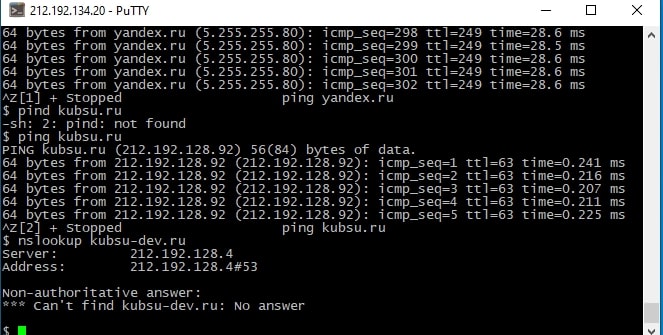 212.192.134.20 - PuTTY
64 bytes from yandex.ru (5.255.255.80): icmp_seq=298 ttl=249 time=28.6 ms
64 bytes from yandex.ru (5.255.255.80): icmp_seq=299 ttl=249 time=28.5 ms
64 bytes from yandex.ru (5.255.255.80): icmp_seq=300 ttl=249 time=28.6 ms
64 bytes from yandex.ru (5.255.255.80): icmp_seq=301 ttl=249 time=28.6 ms
64 bytes from yandex.ru (5.255.255.80): icmp_seq=302 ttl=249 time=28.6 ms
^Z[1] + Stopped ping yandex.ru
$ pind kubsu.ru
-sh: 2: pind: not found
$ ping kubsu.ru
PING kubsu.ru (212.192.128.92) 56(84) bytes of data.
64 bytes from 212.192.128.92 (212.192.128.92): icmp_seq=1 ttl=63 time=0.241 ms
64 bytes from 212.192.128.92 (212.192.128.92): icmp_seq=2 ttl=63 time=0.216 ms
64 bytes from 212.192.128.92 (212.192.128.92): icmp_seq=3 ttl=63 time=0.207 ms
64 bytes from 212.192.128.92 (212.192.128.92): icmp_seq=4 ttl=63 time=0.211 ms
64 bytes from 212.192.128.92 (212.192.128.92): icmp_seq=5 ttl=63 time=0.225 ms
^Z[2] + Stopped ping kubsu.ru
$ nslookup kubsu-dev.ru
Server: 212.192.128.4
Address: 212.192.128.4#53
Non-authoritative answer:
*** Can't find kubsu-dev.ru: No answer
$